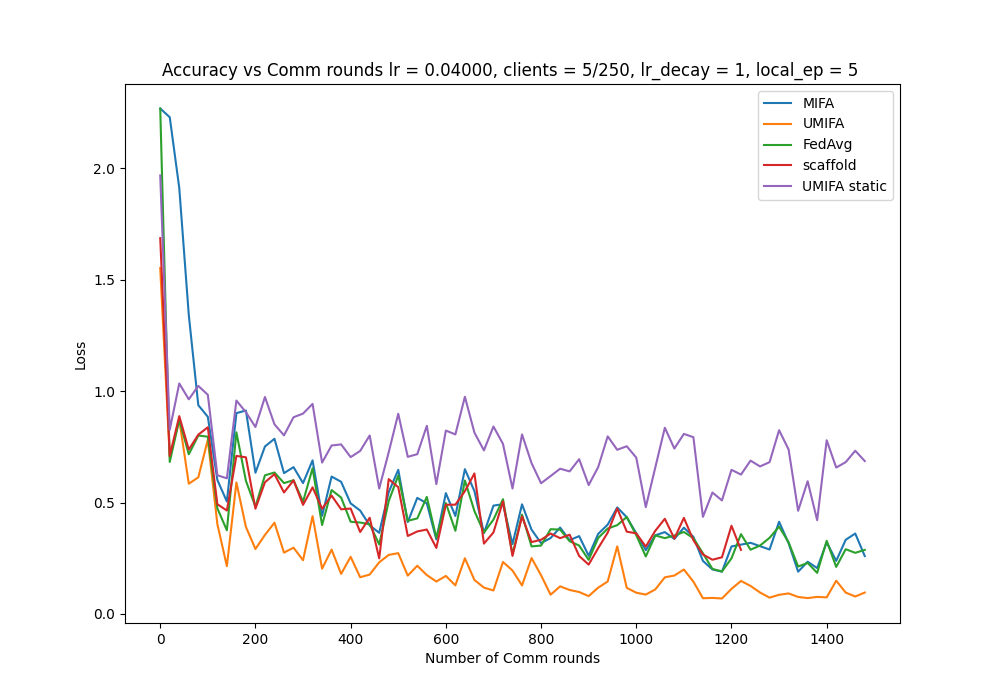 Accuracy vs Comm rounds lr = 0.04000, clients = 5/250, lr_decay = 1, local_ep = 5
MIFA
UMIFA
FedAvg
scaffold
UMIFA static
Loss
2.0
1.5
1.0
0.5
0.0
0 200 400 600 800 1000 1200 1400
Number of Comm rounds